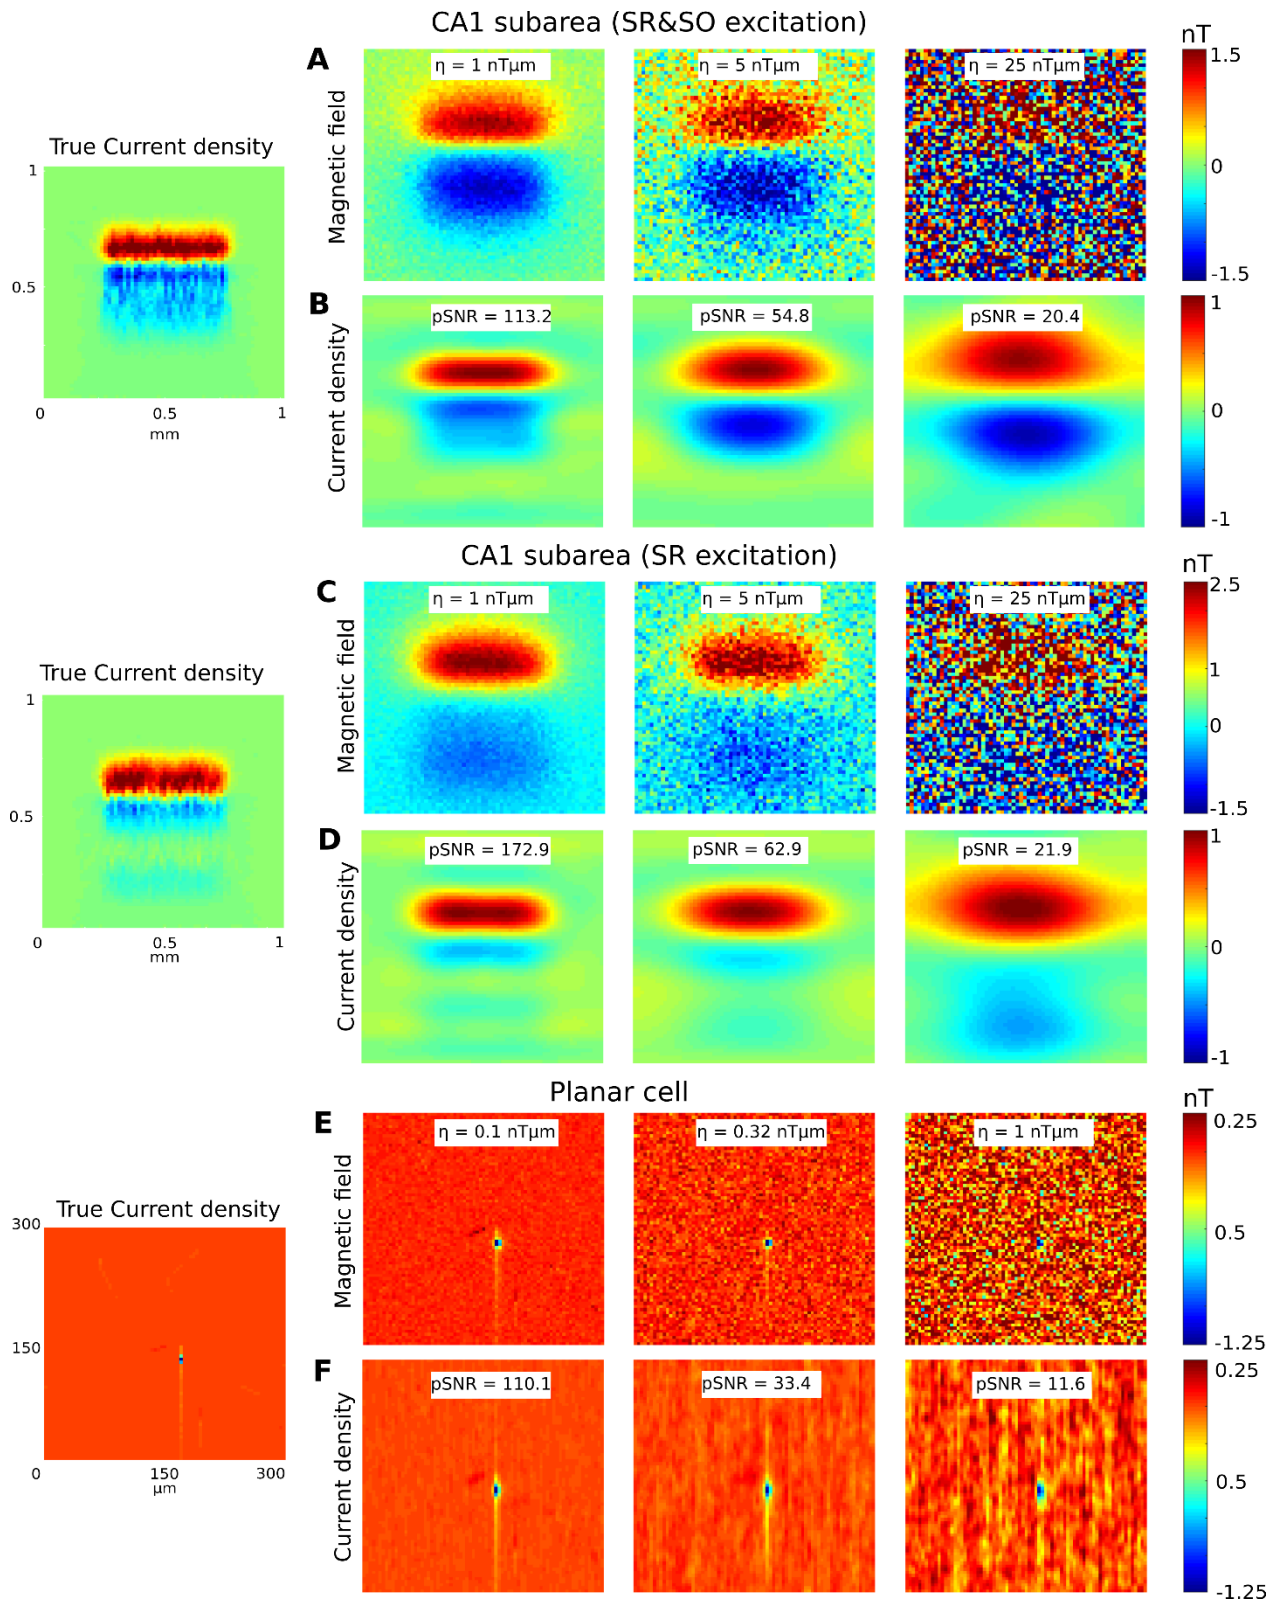 CA1 subarea (SR&SO excitation)
nT
A
η = 1 nTμm
η = 5 nTμm
η = 25 nTμm
1.5
0
-1.5
Magnetic field
True Current density
1
0.5
0
0.5
1
mm
B
pSNR = 113.2
pSNR = 54.8
pSNR = 20.4
1
0
-1
Current density
CA1 subarea (SR excitation)
nT
C
η = 1 nTμm
η = 5 nTμm
η = 25 nTμm
2.5
1
0
-1.5
Magnetic field
True Current density
1
0.5
0
0.5
1
mm
D
pSNR = 172.9
pSNR = 62.9
pSNR = 21.9
1
0
-1
Current density
Planar cell
nT
E
η = 0.1 nTμm
η = 0.32 nTμm
η = 1 nTμm
0.25
0.5
-1.25
Magnetic field
True Current density
300
150
0
150
300
μm
F
pSNR = 110.1
pSNR = 33.4
pSNR = 11.6
0.25
0.5
-1.25
Current density